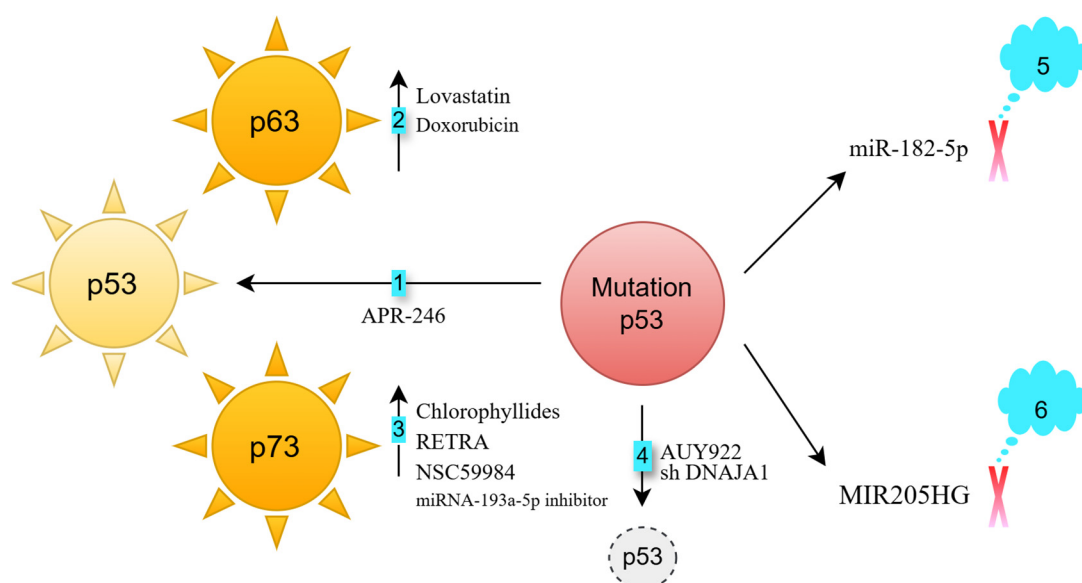 p63
2
Lovastatin
Doxorubicin
5
miR-182-5p
p53
1
APR-246
Mutation
p53
p73
3
Chlorophyllides
RETRA
NSC59984
miRNA-193a-5p inhibitor
4
AUY922
sh DNAJA1
p53
6
MIR205HG